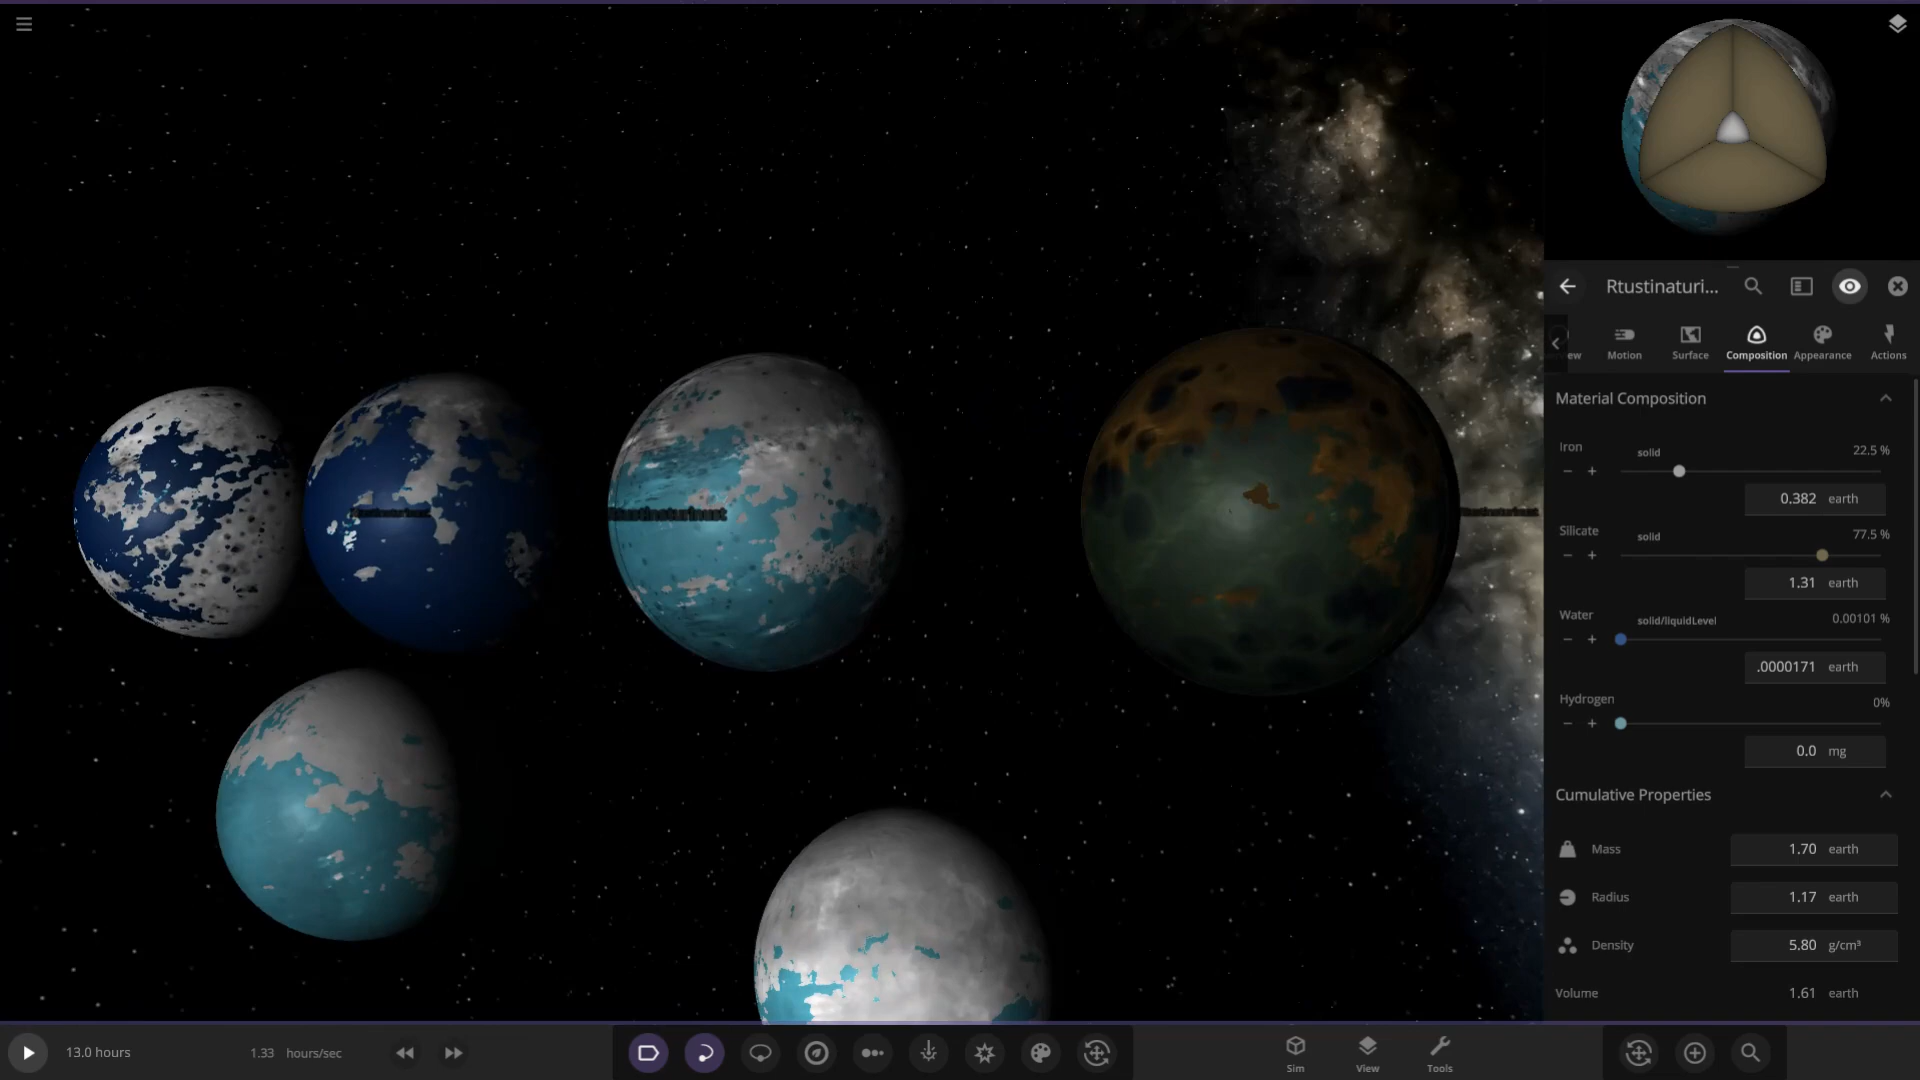 Rtustinaturi...
ew
Motion
Surface
Composition
Appearance
Actions
Material Composition
Iron
solid
22.5 %
0.382 earth
Silicate
solid
77.5 %
1.31 earth
Water
solid/liquidLevel
0.00101 %
.0000171 earth
Hydrogen
0%
0.0 mg
Cumulative Properties
Mass 1.70 earth
Radius 1.17 earth
Density 5.80 g/cm³
Volume 1.61 earth
13.0 hours
1.33 hours/sec
Sim
View
Tools